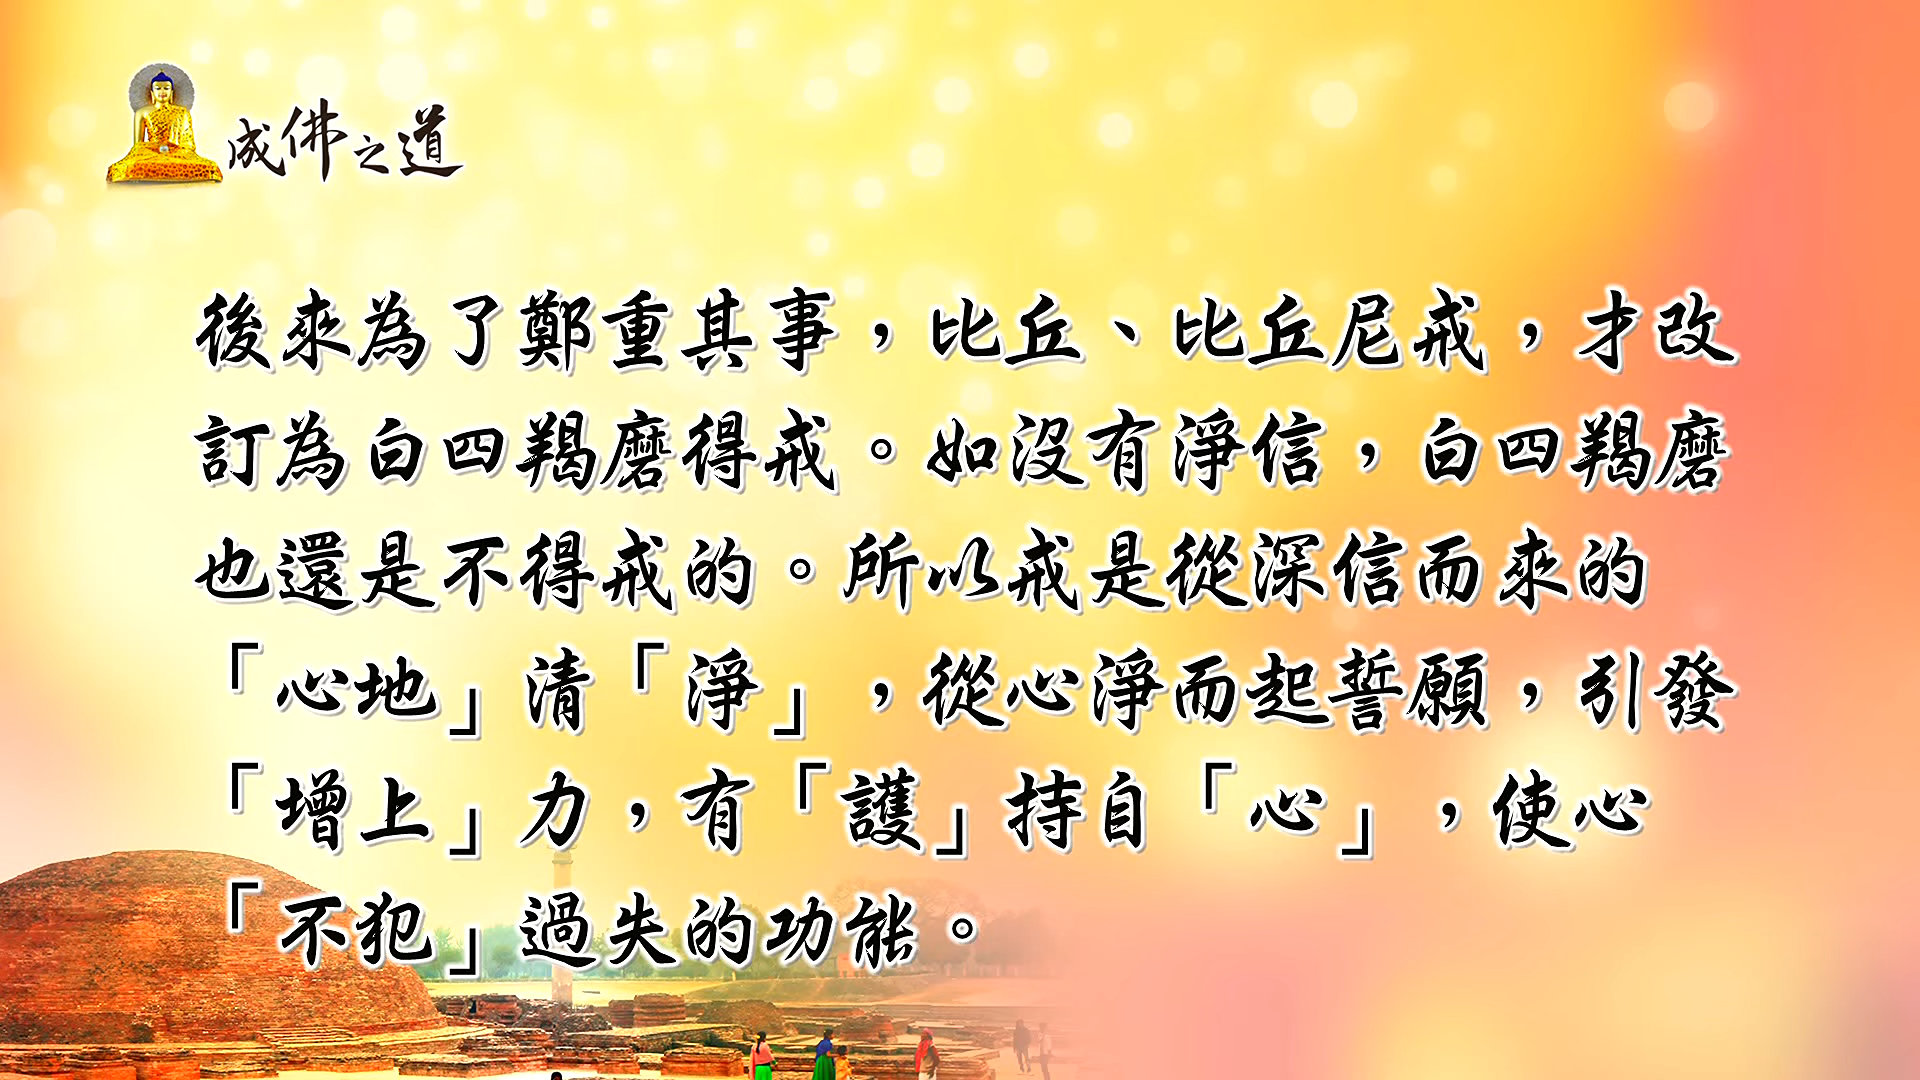 成佛之道
後來為了鄭重其事，比丘、比丘尼戒，才改
訂為白四羯磨得戒。如沒有淨信，白四羯磨
也還是不得戒的。所以戒是從深信而來的
「心地」清「淨」，從心淨而起誓願，引發
「增上」力，有「護」持自「心」，使心
「不犯」過失的功能。